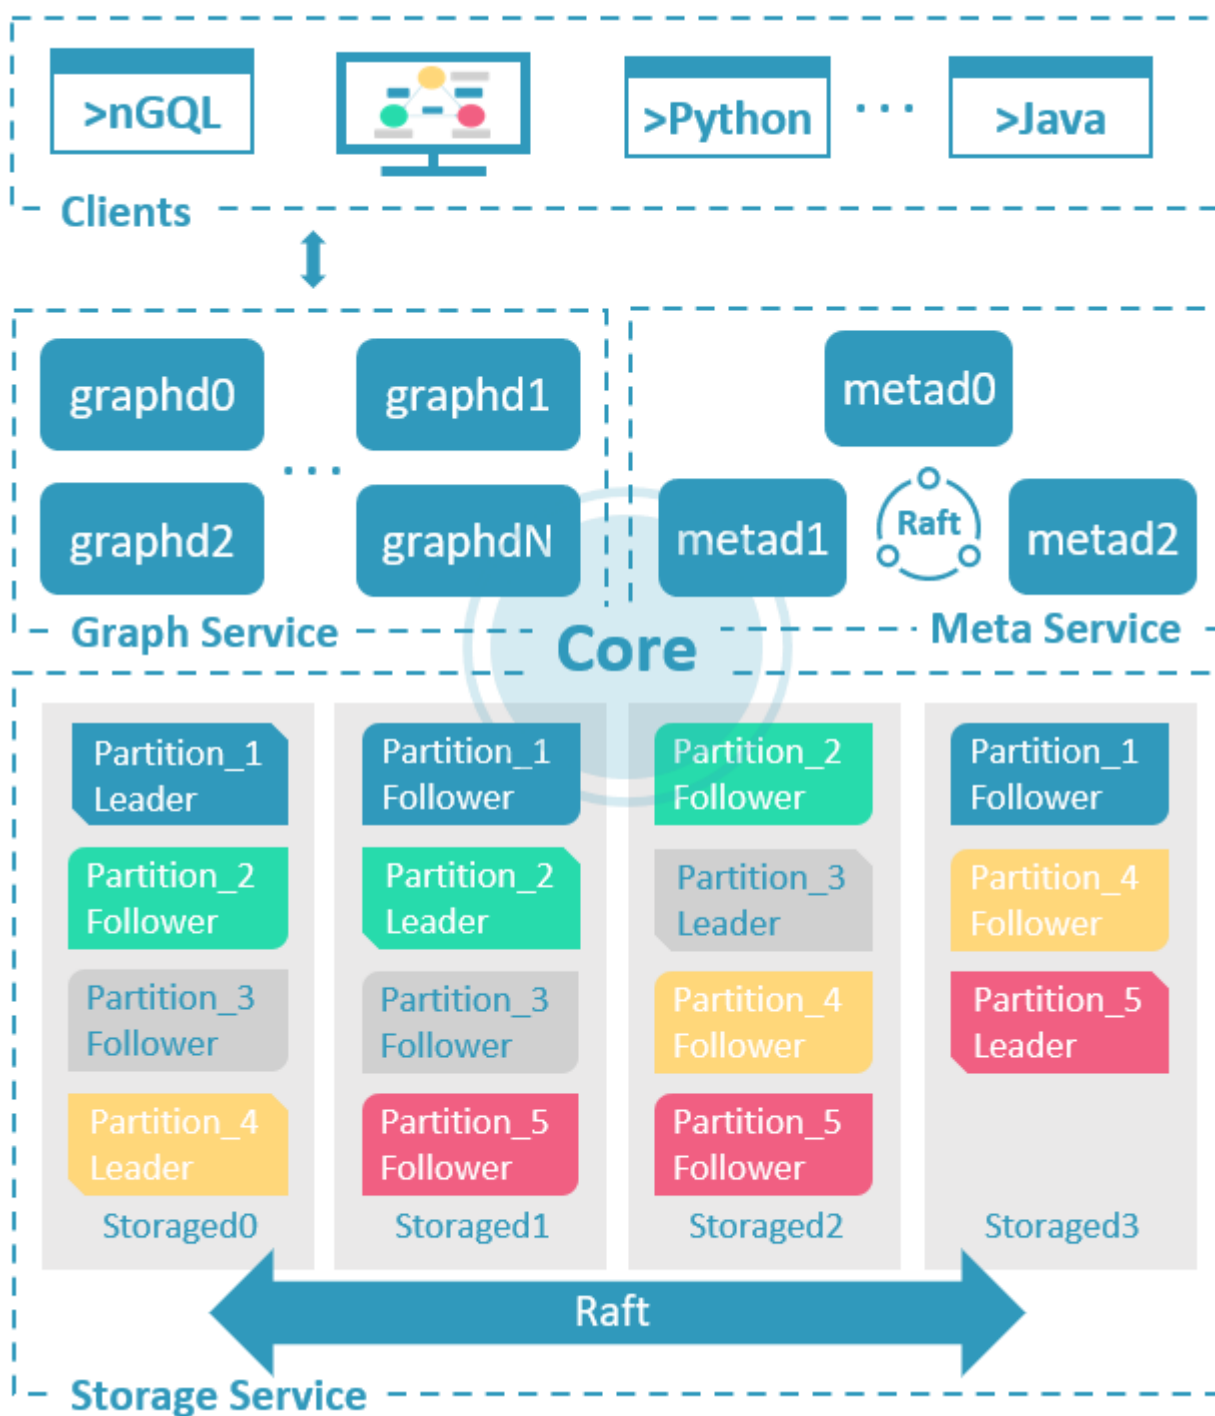 >nGQL
>Python
...
>Java
Clients
graphd0
graphd1
...
graphd2
graphdN
Graph Service
metad0
metad1
Raft
metad2
Meta Service
Core
Partition_1
Leader
Partition_2
Follower
Partition_3
Follower
Partition_4
Leader
Storaged0
Partition_1
Follower
Partition_2
Leader
Partition_3
Follower
Partition_5
Follower
Storaged1
Partition_2
Follower
Partition_3
Leader
Partition_4
Follower
Partition_5
Follower
Storaged2
Partition_1
Follower
Partition_4
Follower
Partition_5
Leader
Storaged3
Raft
Storage Service